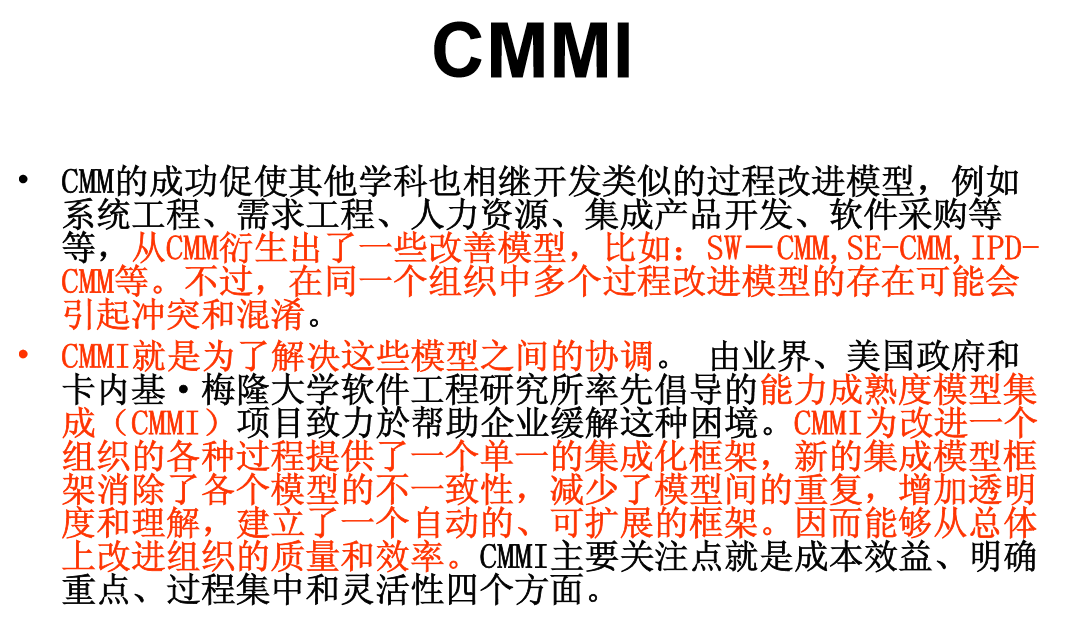 CMMI
• CMM的成功促使其他学科也相继开发类似的过程改进模型，例如
系统工程、需求工程、人力资源、集成产品开发、软件采购等
等，从CMM衍生出了一些改善模型，比如：SW－CMM,SE-CMM,IPD-
CMM等。不过，在同一个组织中多个过程改进模型的存在可能会
引起冲突和混淆。
• CMMI就是为了解决这些模型之间的协调。 由业界、美国政府和
卡内基·梅隆大学软件工程研究所率先倡导的能力成熟度模型集
成（CMMI）项目致力於帮助企业缓解这种困境。CMMI为改进一个
组织的各种过程提供了一个单一的集成化框架，新的集成模型框
架消除了各个模型的不一致性，减少了模型间的重复，增加透明
度和理解，建立了一个自动的、可扩展的框架。因而能够从总体
上改进组织的质量和效率。CMMI主要关注点就是成本效益、明确
重点、过程集中和灵活性四个方面。